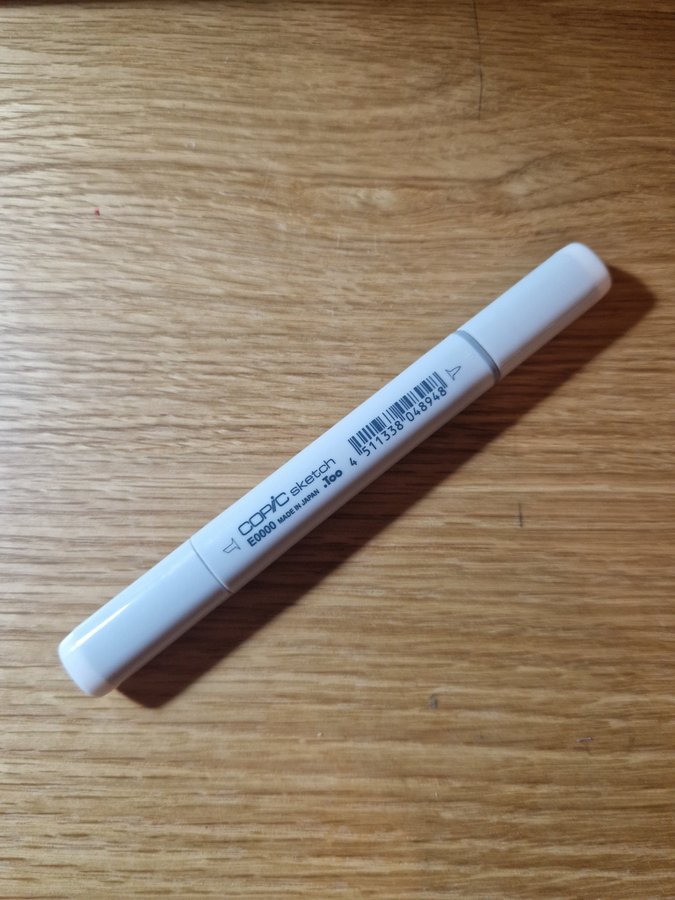 COPiC sketch
E0000 MADE IN JAPAN .Too
4 511338 048948